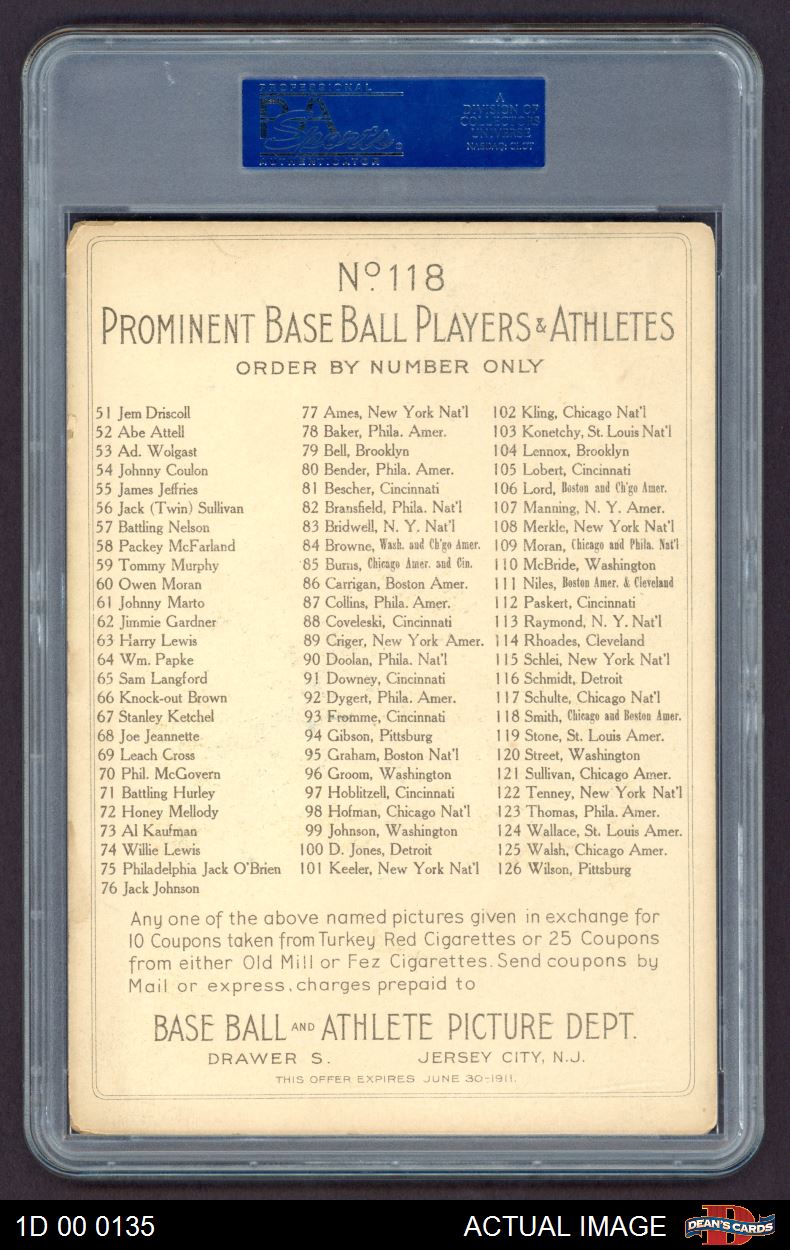 PROFESSIONAL
PSA
Sports
AUTHENTICATOR
A
DIVISION OF
COLLECTORS
UNIVERSE
NASDAQ: CLCT
No. 118
PROMINENT BASE BALL PLAYERS & ATHLETES
ORDER BY NUMBER ONLY
51 Jem Driscoll
52 Abe Attell
53 Ad. Wolgast
54 Johnny Coulon
55 James Jeffries
56 Jack (Twin) Sullivan
57 Battling Nelson
58 Packey McFarland
59 Tommy Murphy
60 Owen Moran
61 Johnny Marto
62 Jimmie Gardner
63 Harry Lewis
64 Wm. Papke
65 Sam Langford
66 Knock-out Brown
67 Stanley Ketchel
68 Joe Jeannette
69 Leach Cross
70 Phil. McGovern
71 Battling Hurley
72 Honey Mellody
73 Al Kaufman
74 Willie Lewis
75 Philadelphia Jack O'Brien
76 Jack Johnson
77 Ames, New York Nat'l
78 Baker, Phila. Amer.
79 Bell, Brooklyn
80 Bender, Phila. Amer.
81 Bescher, Cincinnati
82 Bransfield, Phila. Nat'l
83 Bridwell, N. Y. Nat'l
84 Browne, Wash. and Ch'go Amer.
85 Burns, Chicago Amer. and Cin.
86 Carrigan, Boston Amer.
87 Collins, Phila. Amer.
88 Coveleski, Cincinnati
89 Criger, New York Amer.
90 Doolan, Phila. Nat'l
91 Downey, Cincinnati
92 Dygert, Phila. Amer.
93 Fromme, Cincinnati
94 Gibson, Pittsburg
95 Graham, Boston Nat'l
96 Groom, Washington
97 Hoblitzell, Cincinnati
98 Hofman, Chicago Nat'l
99 Johnson, Washington
100 D. Jones, Detroit
101 Keeler, New York Nat'l
102 Kling, Chicago Nat'l
103 Konetchy, St. Louis Nat'l
104 Lennox, Brooklyn
105 Lobert, Cincinnati
106 Lord, Boston and Ch'go Amer.
107 Manning, N. Y. Amer.
108 Merkle, New York Nat'l
109 Moran, Chicago and Phila. Nat'l
110 McBride, Washington
111 Niles, Boston Amer. & Cleveland
112 Paskert, Cincinnati
113 Raymond, N. Y. Nat'l
114 Rhoades, Cleveland
115 Schlei, New York Nat'l
116 Schmidt, Detroit
117 Schulte, Chicago Nat'l
118 Smith, Chicago and Boston Amer.
119 Stone, St. Louis Amer.
120 Street, Washington
121 Sullivan, Chicago Amer.
122 Tenney, New York Nat'l
123 Thomas, Phila. Amer.
124 Wallace, St. Louis Amer.
125 Walsh, Chicago Amer.
126 Wilson, Pittsburg
Any one of the above named pictures given in exchange for
10 Coupons taken from Turkey Red Cigarettes or 25 Coupons
from either Old Mill or Fez Cigarettes. Send coupons by
Mail or express, charges prepaid to
BASE BALL AND ATHLETE PICTURE DEPT.
DRAWER S. JERSEY CITY, N.J.
THIS OFFER EXPIRES JUNE 30-1911.
1D 00 0135
ACTUAL IMAGE
D
DEAN'S CARDS